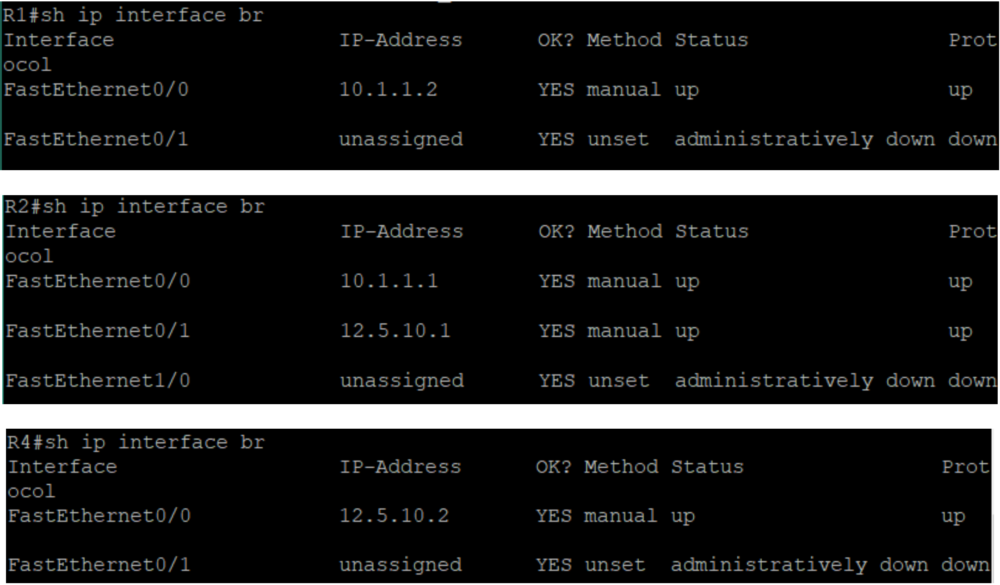 R1#sh ip interface br
Interface IP-Address OK? Method Status Prot
ocol
FastEthernet0/0 10.1.1.2 YES manual up up
FastEthernet0/1 unassigned YES unset administratively down down
R2#sh ip interface br
Interface IP-Address OK? Method Status Prot
ocol
FastEthernet0/0 10.1.1.1 YES manual up up
FastEthernet0/1 12.5.10.1 YES manual up up
FastEthernet1/0 unassigned YES unset administratively down down
R4#sh ip interface br
Interface IP-Address OK? Method Status Prot
ocol
FastEthernet0/0 12.5.10.2 YES manual up up
FastEthernet0/1 unassigned YES unset administratively down down